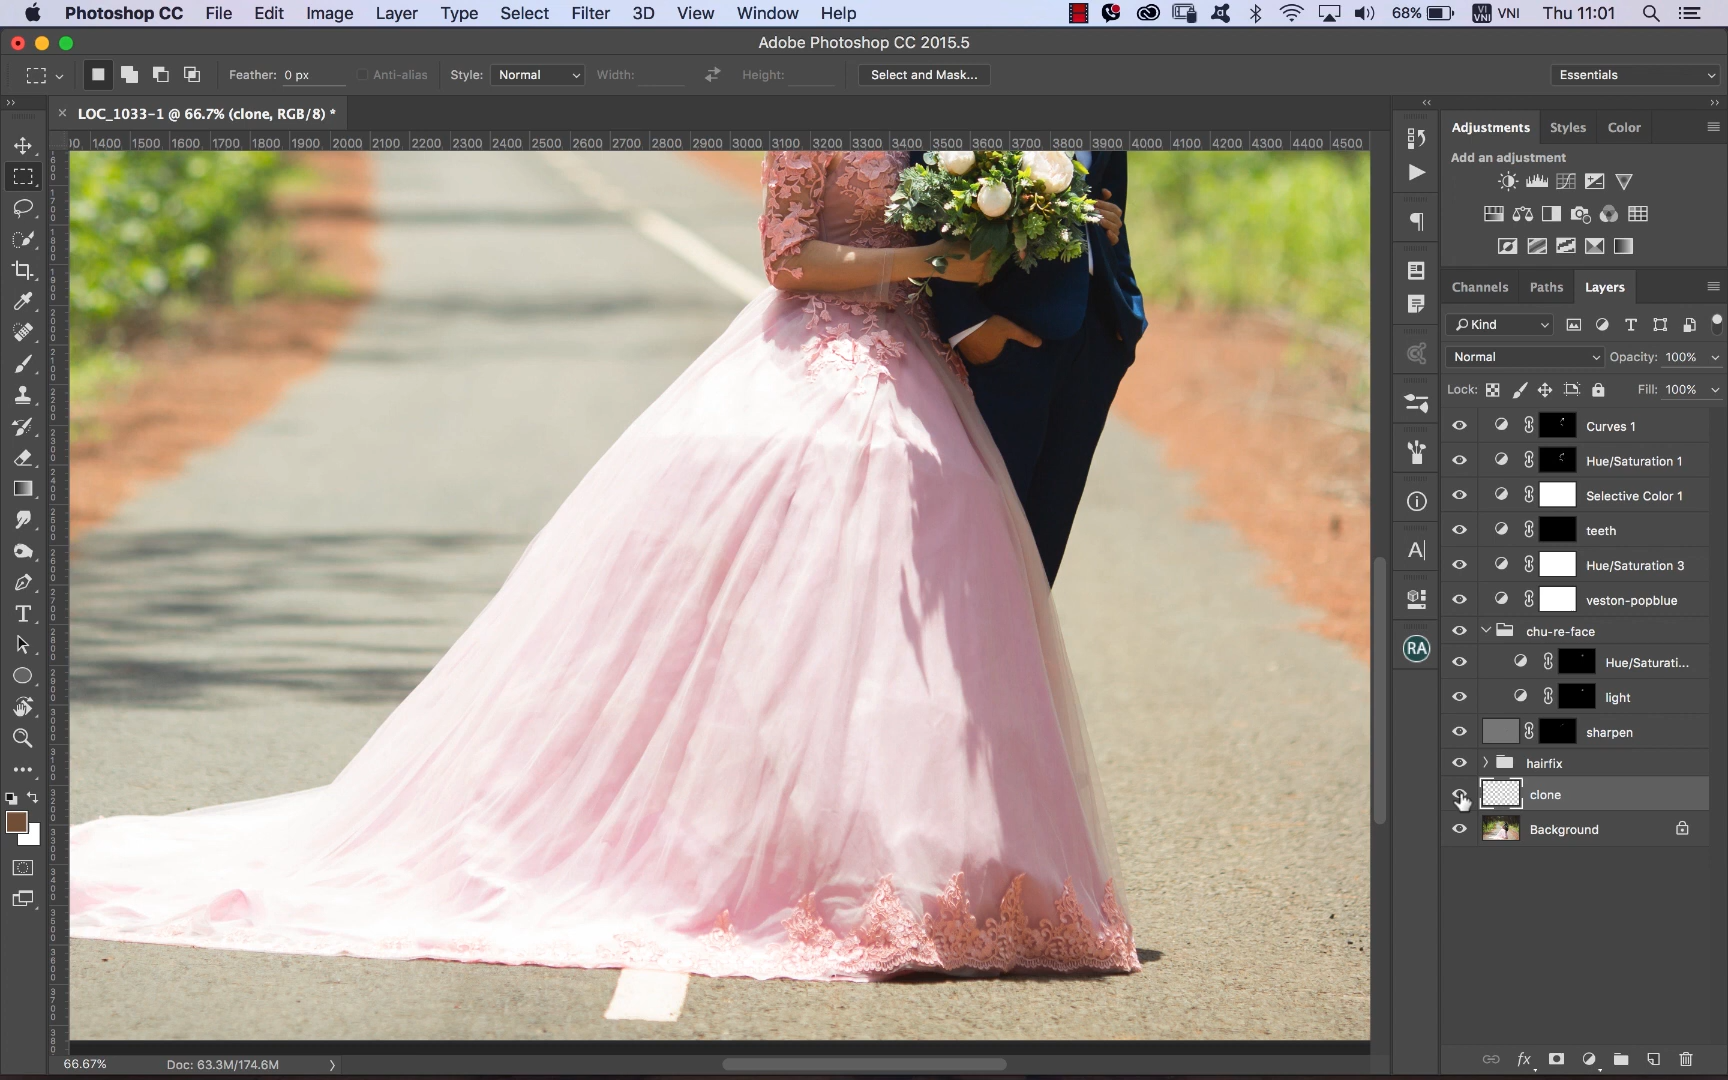 Photoshop CC File Edit Image Layer Type Select Filter 3D View Window Help 68% VI VNI VNI Thu 11:01
Adobe Photoshop CC 2015.5
Feather: 0 px Anti-alias Style: Normal Width: Height: Select and Mask... Essentials
× LOC_1033-1 @ 66.7% (clone, RGB/8) *
1400 1500 1600 1700 1800 1900 2000 2100 2200 2300 2400 2500 2600 2700 2800 2900 3000 3100 3200 3300 3400 3500 3600 3700 3800 3900 4000 4100 4200 4300 4400 4500
Adjustments Styles Color
Add an adjustment
Channels Paths Layers
Kind
Normal Opacity: 100%
Lock: Fill: 100%
Curves 1
Hue/Saturation 1
Selective Color 1
teeth
Hue/Saturation 3
veston-popblue
chu-re-face
Hue/Saturati...
light
sharpen
hairfix
clone
Background
A|
RA
fx
66.67% Doc: 63.3M/174.6M